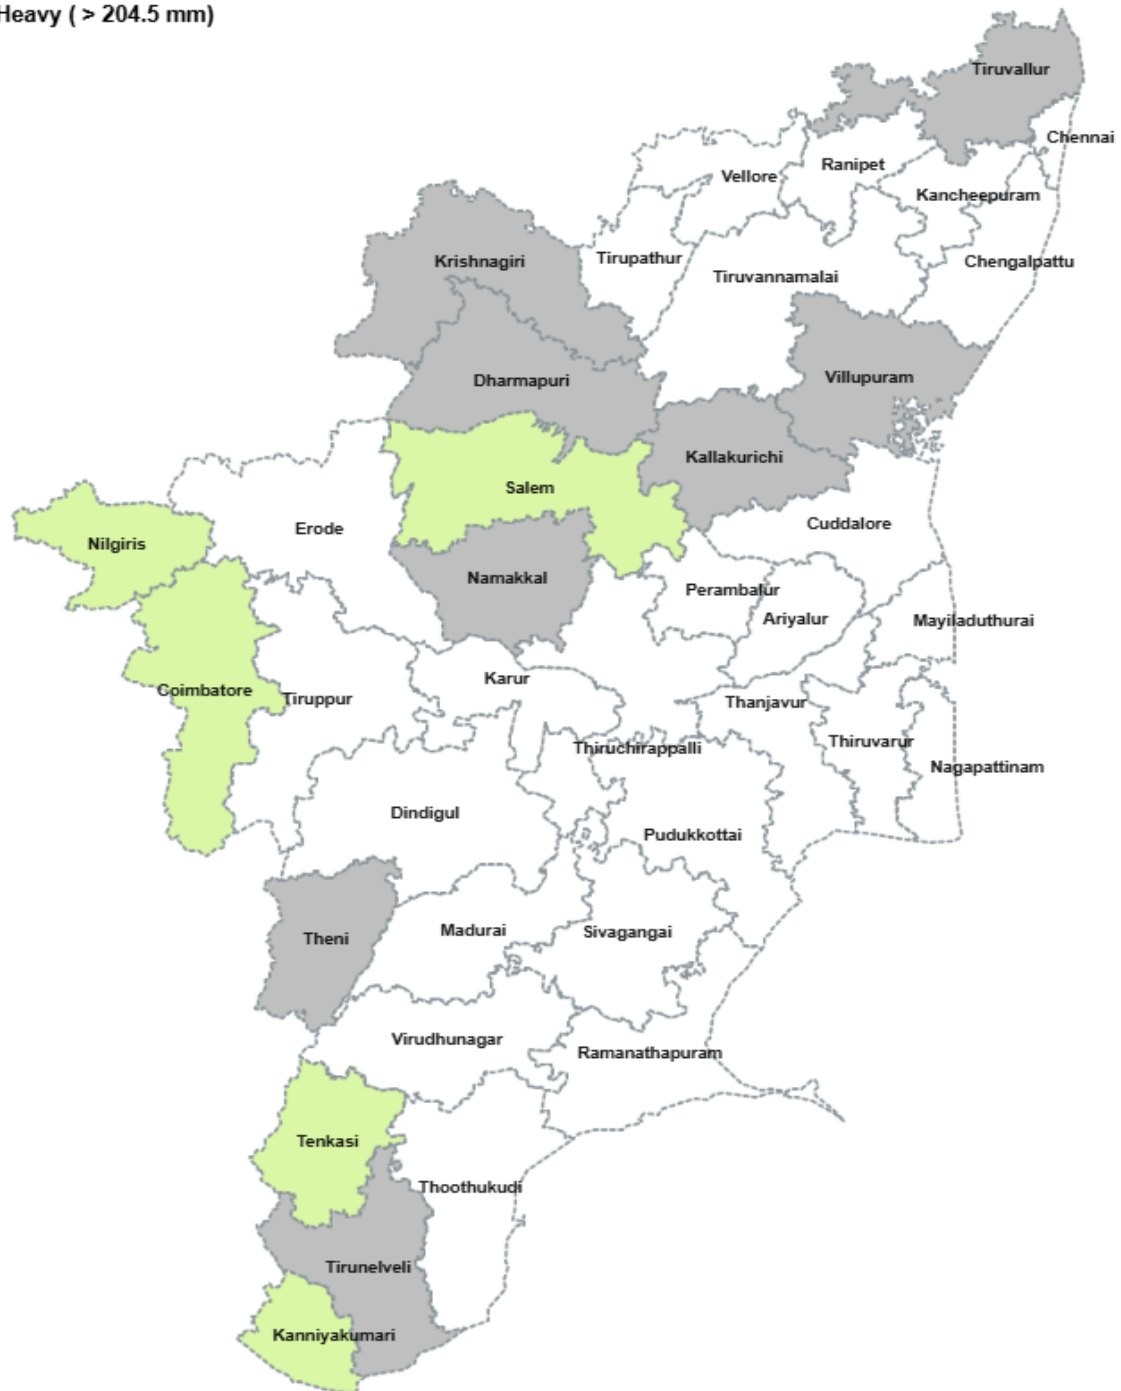 Heavy ( > 204.5 mm)
Tiruvallur
Chennai
Ranipet
Vellore
Kancheepuram
Tirupathur
Krishnagiri
Chengalpattu
Tiruvannamalai
Villupuram
Dharmapuri
Kallakurichi
Salem
Cuddalore
Erode
Nilgiris
Namakkal
Perambalur
Ariyalur
Mayiladuthurai
Karur
Coimbatore
Tiruppur
Thanjavur
Thiruvarur
Thiruchirappalli
Nagapattinam
Dindigul
Pudukkottai
Madurai
Sivagangai
Theni
Virudhunagar
Ramanathapuram
Tenkasi
Thoothukudi
Tirunelveli
Kanniyakumari